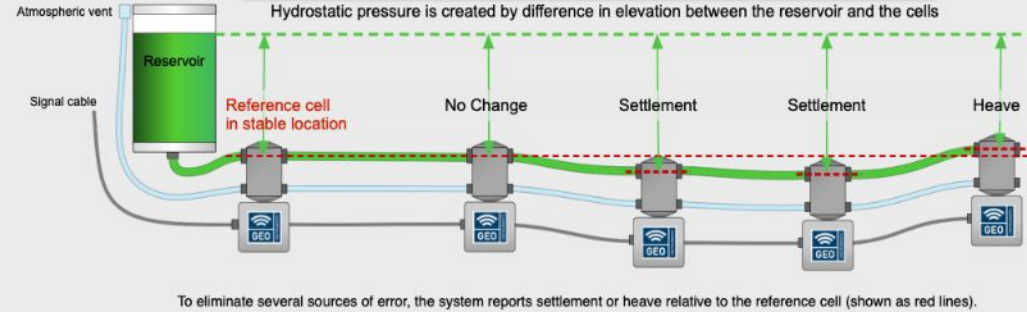 Hydrostatic pressure is created by difference in elevation between the reservoir and the cells
Atmospheric vent
Reservoir
Signal cable
Reference cell
in stable location
No Change
Settlement
Settlement
Heave
GEO
GEO
GEO
GEO
GEO
To eliminate several sources of error, the system reports settlement or heave relative to the reference cell (shown as red lines).